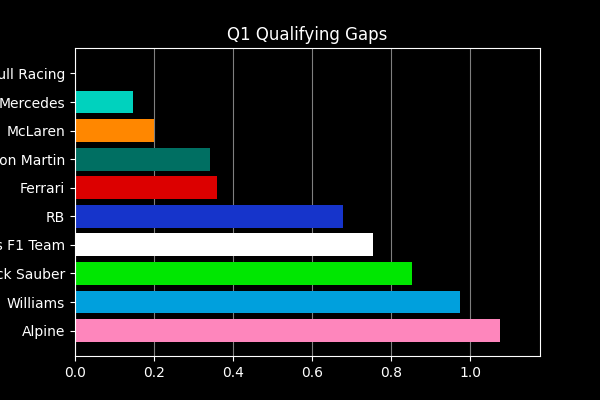 Q1 Qualifying Gaps
ull Racing
Mercedes
McLaren
on Martin
Ferrari
RB
s F1 Team
ck Sauber
Williams
Alpine
0.0 0.2 0.4 0.6 0.8 1.0